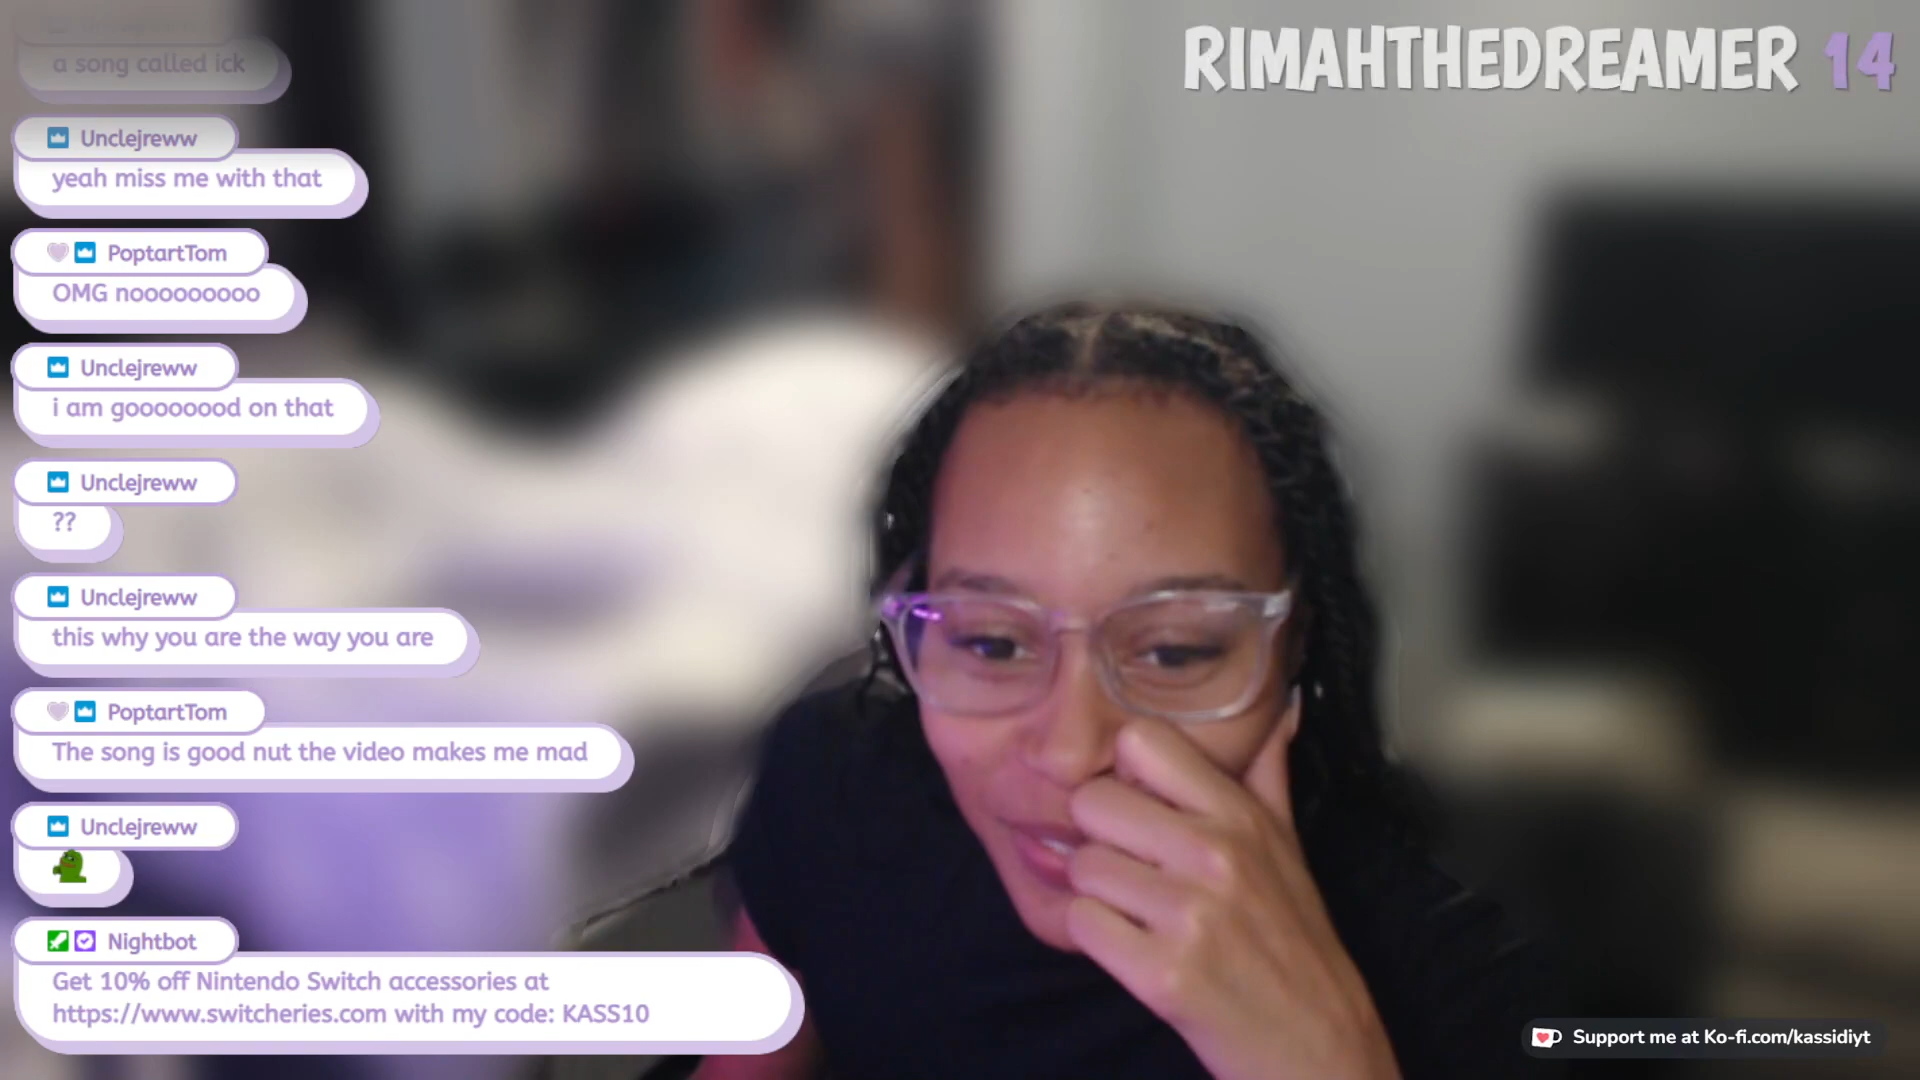 a song called ick
Unclejreww
yeah miss me with that
PoptartTom
OMG nooooooooo
Unclejreww
i am goooooood on that
Unclejreww
??
Unclejreww
this why you are the way you are
PoptartTom
The song is good nut the video makes me mad
Unclejreww
Nightbot
Get 10% off Nintendo Switch accessories at
https://www.switcheries.com with my code: KASS10
RIMAHTHEDREAMER 14
Support me at Ko-fi.com/kassidiyt